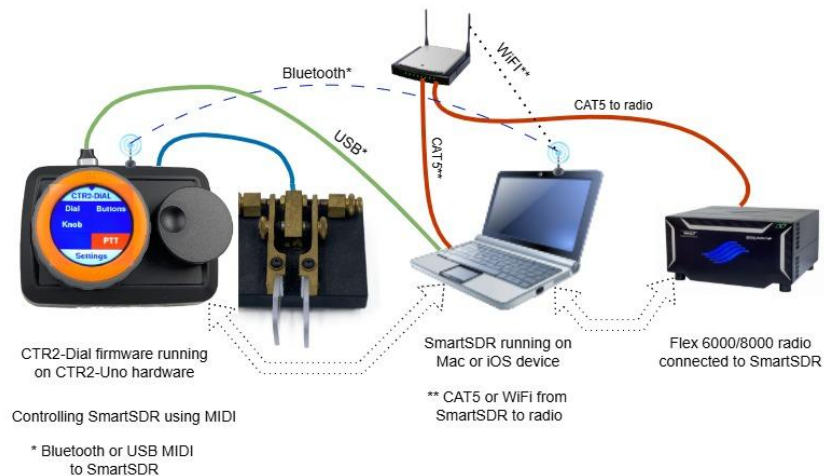 Bluetooth*
WiFI**
CAT5 to radio
USB*
CAT5**
CTR2-DIAL
Dial Buttons
Knob
PTT
Settings
CTR2-Dial firmware running
on CTR2-Uno hardware
Controlling SmartSDR using MIDI
* Bluetooth or USB MIDI
to SmartSDR
SmartSDR running on
Mac or iOS device
** CAT5 or WiFi from
SmartSDR to radio
Flex 6000/8000 radio
connected to SmartSDR